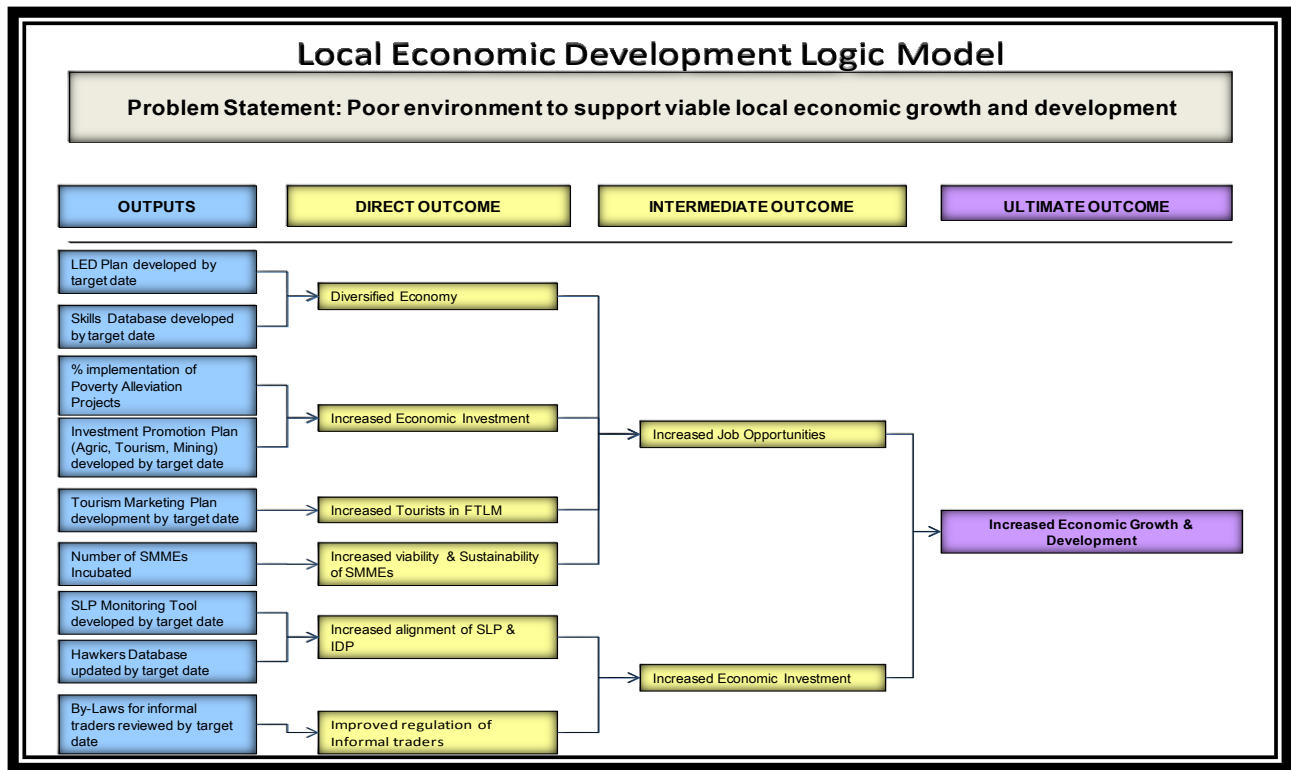 Local Economic Development Logic Model
Problem Statement: Poor environment to support viable local economic growth and development
OUTPUTS
DIRECT OUTCOME
INTERMEDIATE OUTCOME
ULTIMATE OUTCOME
LED Plan developed by
target date
Skills Database developed
by target date
% implementation of
Poverty Alleviation
Projects
Investment Promotion Plan
(Agric, Tourism, Mining)
developed by target date
Tourism Marketing Plan
development by target date
Number of SMMEs
Incubated
SLP Monitoring Tool
developed by target date
Hawkers Database
updated by target date
By-Laws for informal
traders reviewed by target
date
Diversified Economy
Increased Economic Investment
Increased Tourists in FTLM
Increased viability & Sustainability
of SMMEs
Increased alignment of SLP &
IDP
Improved regulation of
Informal traders
Increased Job Opportunities
Increased Economic Investment
Increased Economic Growth &
Development